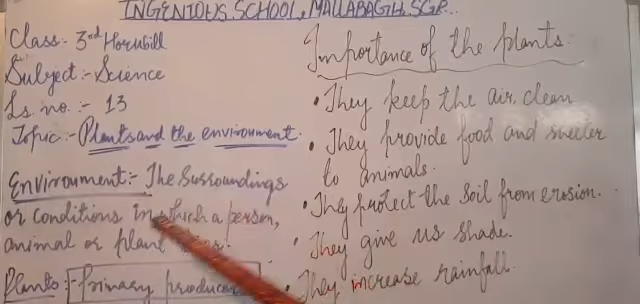 INGENIOUS SCHOOL, MALLABAGH, SGR..
Class:- 3rd Hornbill
Subject:- Science
Ls. no. :- 13
Topic:- Plants and the environment.
Environment:- The Surroundings
or conditions in which a person,
animal or plant
Plants:- Primary producer
Importance of the plants:
• They keep the air clean
• They provide food and sheeter
to animals.
• They protect the soil from erosion.
• They give us shade.
• They increase rainfall.